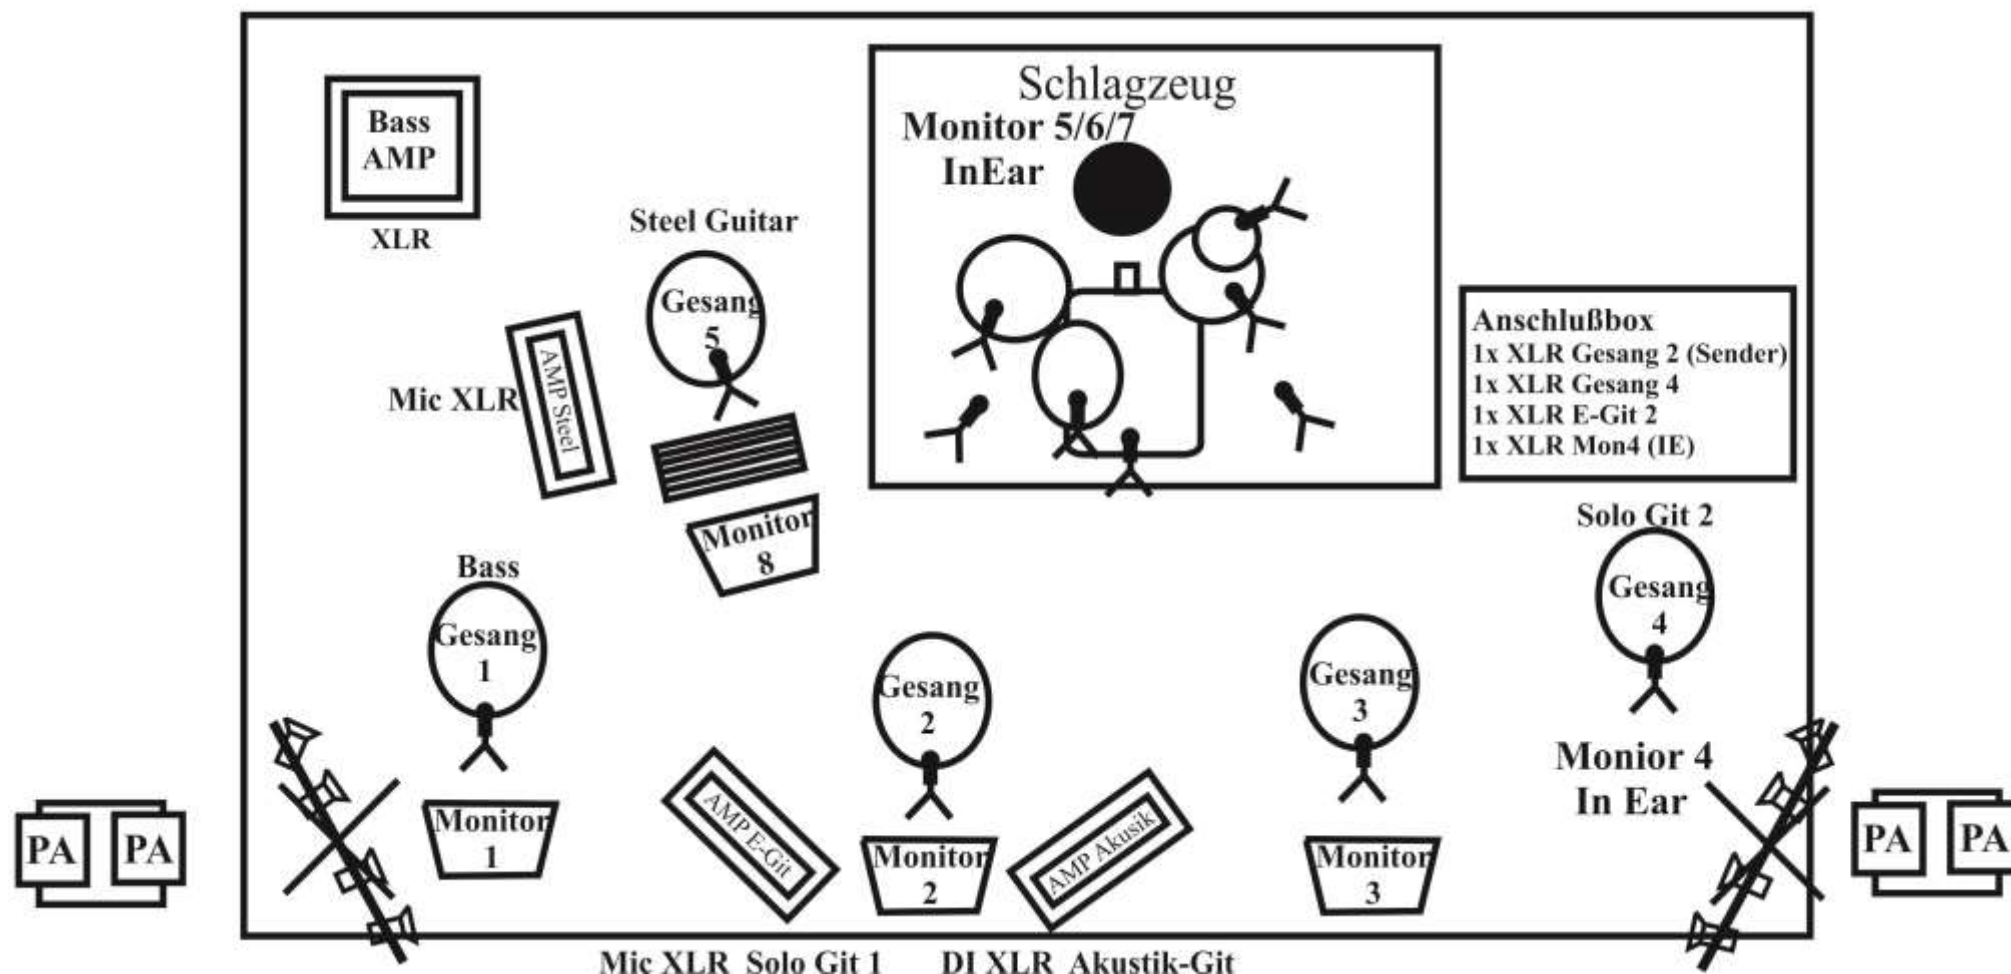 Schlagzeug
Monitor 5/6/7
InEar
Bass
AMP
XLR
Steel Guitar
Gesang
5
AMP Steel
Mic XLR
Monitor
8
Anschlußbox
1x XLR Gesang 2 (Sender)
1x XLR Gesang 4
1x XLR E-Git 2
1x XLR Mon4 (IE)
Solo Git 2
Gesang
4
Bass
Gesang
1
Gesang
2
Gesang
3
Monior 4
In Ear
PA
PA
Monitor
1
AMP E-Git
Monitor
2
AMP Akusik
Monitor
3
PA
PA
Mic XLR Solo Git 1
DI XLR Akustik-Git